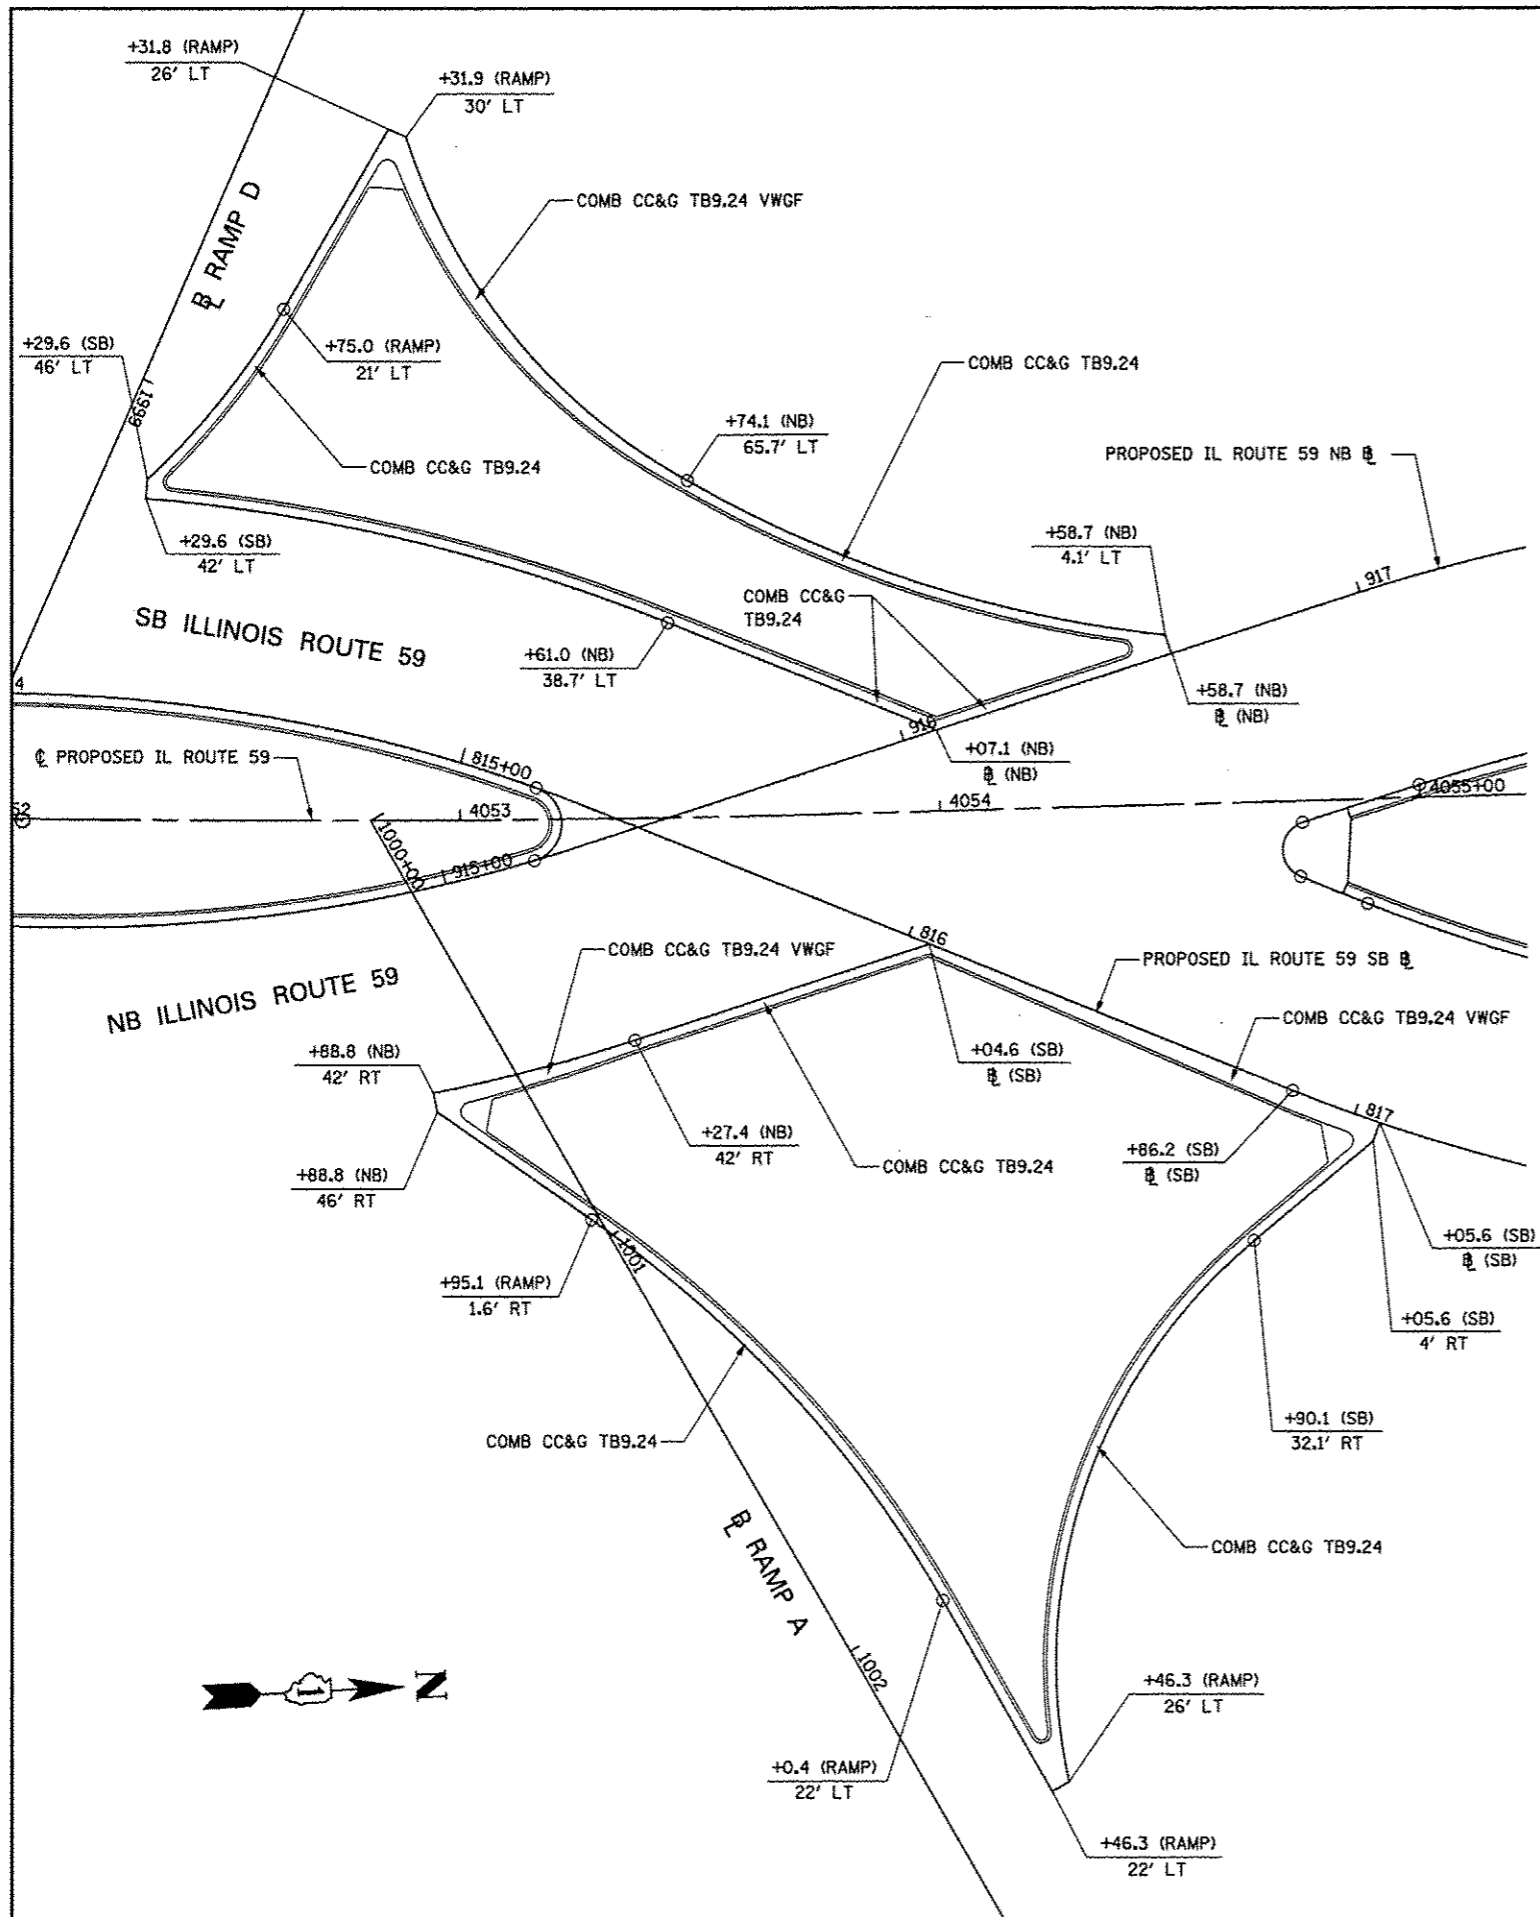 +31.8 (RAMP)
26' LT
+31.9 (RAMP)
30' LT
COMB CC&G TB9.24 VWGF
℄ RAMP D
+29.6 (SB)
46' LT
+75.0 (RAMP)
21' LT
COMB CC&G TB9.24
1999
+74.1 (NB)
65.7' LT
PROPOSED IL ROUTE 59 NB ℄
COMB CC&G TB9.24
+29.6 (SB)
42' LT
+58.7 (NB)
4.1' LT
917
COMB CC&G
TB9.24
SB ILLINOIS ROUTE 59
+61.0 (NB)
38.7' LT
4
+58.7 (NB)
℄ (NB)
916
+07.1 (NB)
℄ (NB)
℄ PROPOSED IL ROUTE 59
815+00
52
4053
4054
4055+00
1000+00
915+00
816
COMB CC&G TB9.24 VWGF
PROPOSED IL ROUTE 59 SB ℄
NB ILLINOIS ROUTE 59
COMB CC&G TB9.24 VWGF
+88.8 (NB)
42' RT
+04.6 (SB)
℄ (SB)
817
+27.4 (NB)
42' RT
+86.2 (SB)
℄ (SB)
COMB CC&G TB9.24
+88.8 (NB)
46' RT
+05.6 (SB)
℄ (SB)
1001
+95.1 (RAMP)
1.6' RT
+05.6 (SB)
4' RT
+90.1 (SB)
32.1' RT
COMB CC&G TB9.24
COMB CC&G TB9.24
℄ RAMP A
1002
N
+46.3 (RAMP)
26' LT
+0.4 (RAMP)
22' LT
+46.3 (RAMP)
22' LT